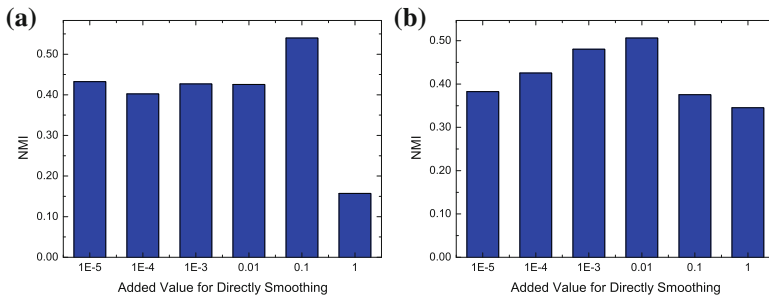 (a)
NMI
0.50
0.40
0.30
0.20
0.10
0.00
1E-5 1E-4 1E-3 0.01 0.1 1
Added Value for Directly Smoothing
(b)
NMI
0.50
0.40
0.30
0.20
0.10
0.00
1E-5 1E-4 1E-3 0.01 0.1 1
Added Value for Directly Smoothing